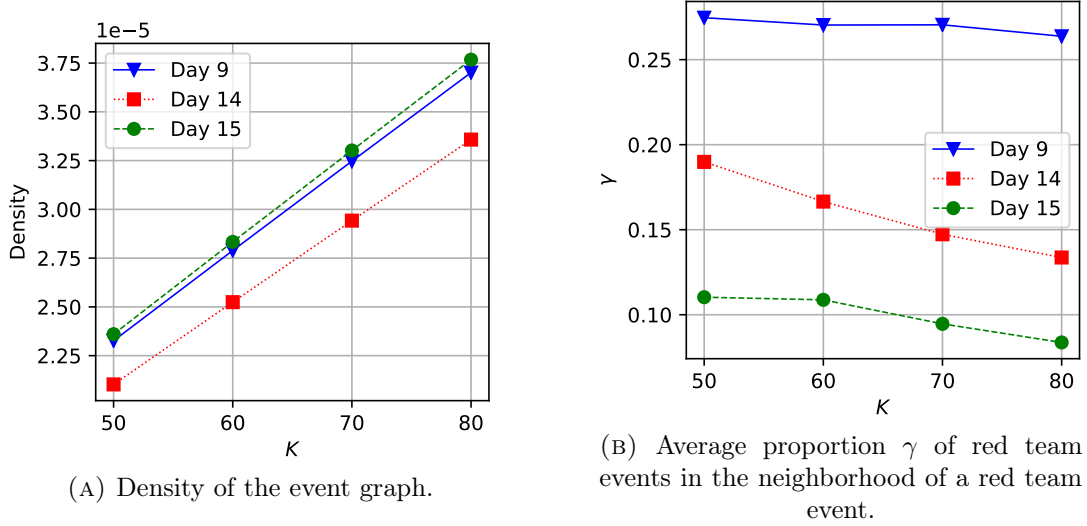 1e−5
3.75
3.50
3.25
3.00
2.75
2.50
2.25
Density
Day 9
Day 14
Day 15
50 60 70 80
K
(A) Density of the event graph.
0.25
0.20
0.15
0.10
γ
Day 9
Day 14
Day 15
50 60 70 80
K
(B) Average proportion γ of red team
events in the neighborhood of a red team
event.